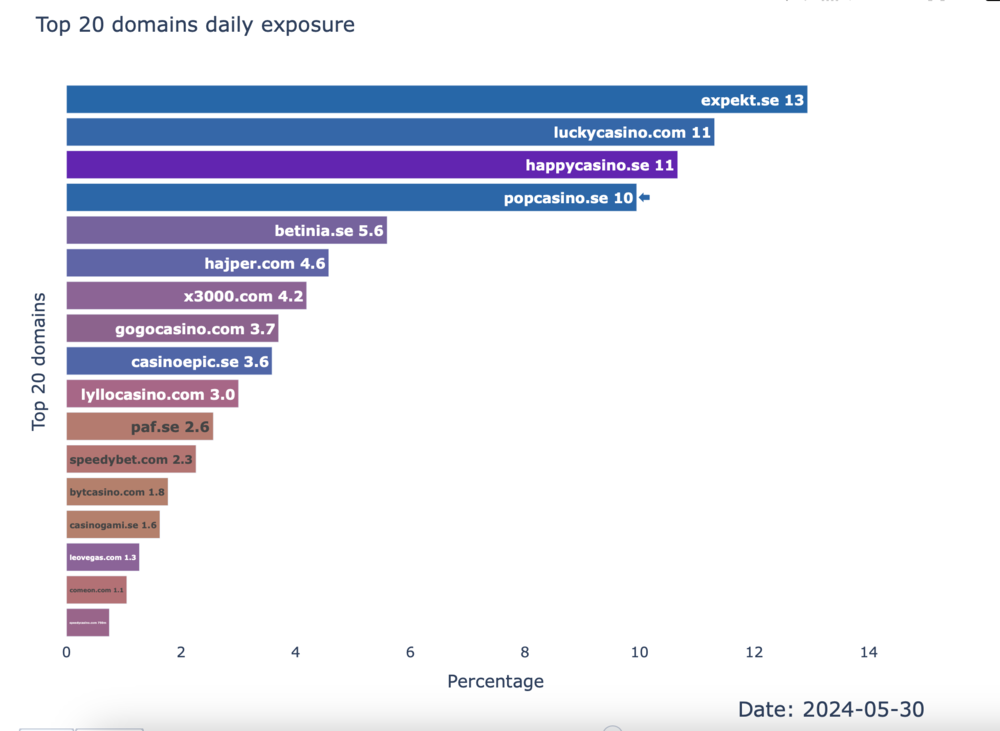 Top 20 domains daily exposure
expekt.se 13
luckycasino.com 11
happycasino.se 11
popcasino.se 10
betinia.se 5.6
hajper.com 4.6
x3000.com 4.2
gogocasino.com 3.7
casinoepic.se 3.6
lyllocasino.com 3.0
paf.se 2.6
speedybet.com 2.3
bytcasino.com 1.8
casinogami.se 1.6
leovegas.com 1.3
comeon.com 1.1
Top 20 domains
0 2 4 6 8 10 12 14
Percentage
Date: 2024-05-30